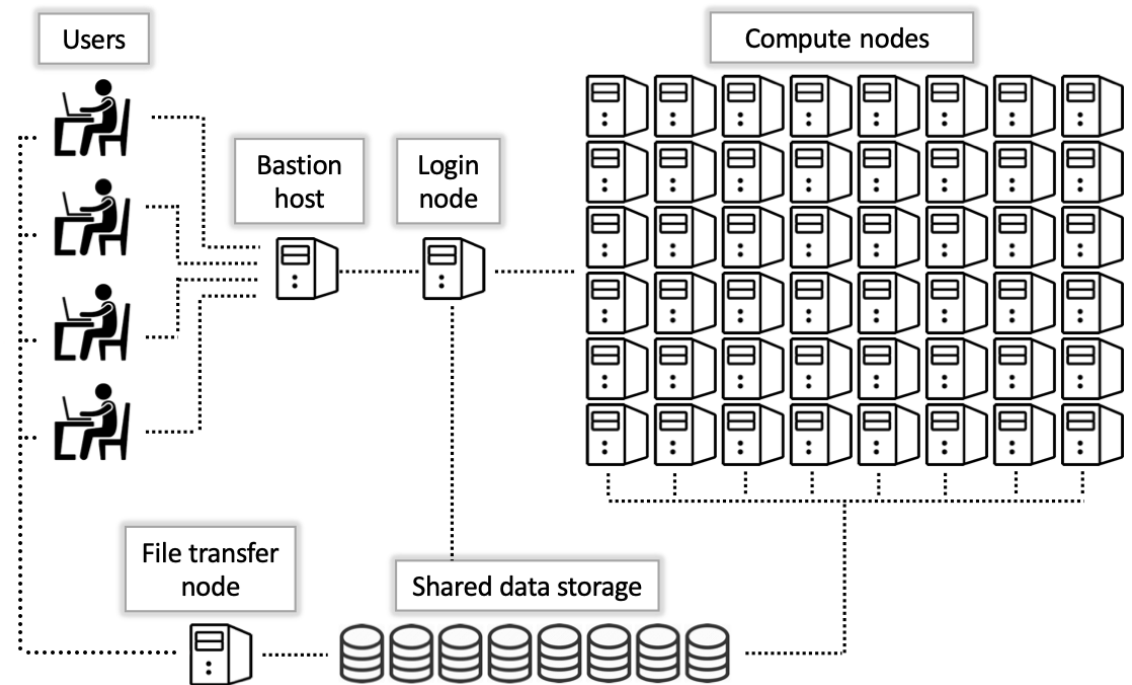 Users
Compute nodes
Bastion
host
Login
node
File transfer
node
Shared data storage